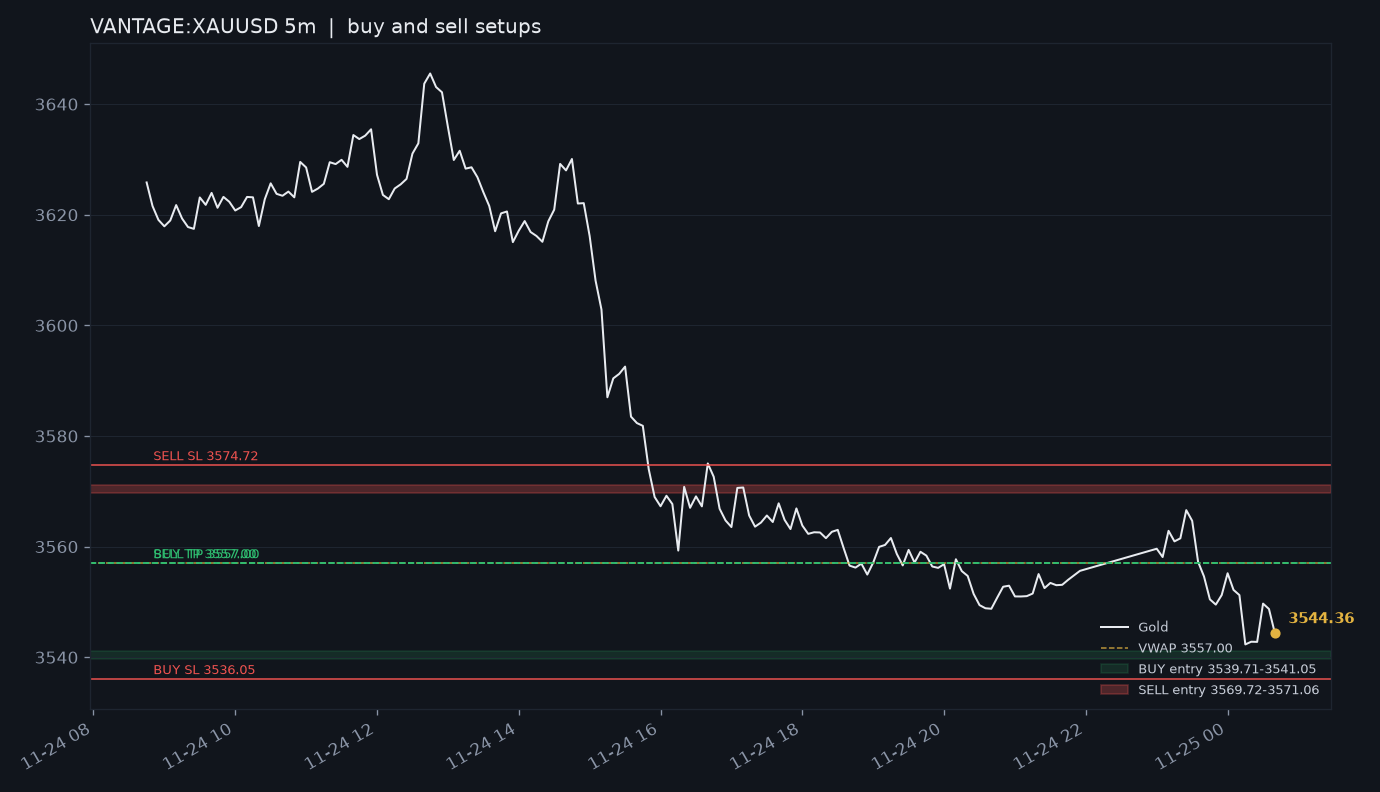 VANTAGE:XAUUSD 5m | buy and sell setups
3640
3620
3600
3580
SELL SL 3574.72
3560
3557.00
3544.36
Gold
VWAP 3557.00
3540
BUY SL 3536.05
BUY entry 3539.71-3541.05
SELL entry 3569.72-3571.06
11-24 08
11-24 10
11-24 12
11-24 14
11-24 16
11-24 18
11-24 20
11-24 22
11-25 00